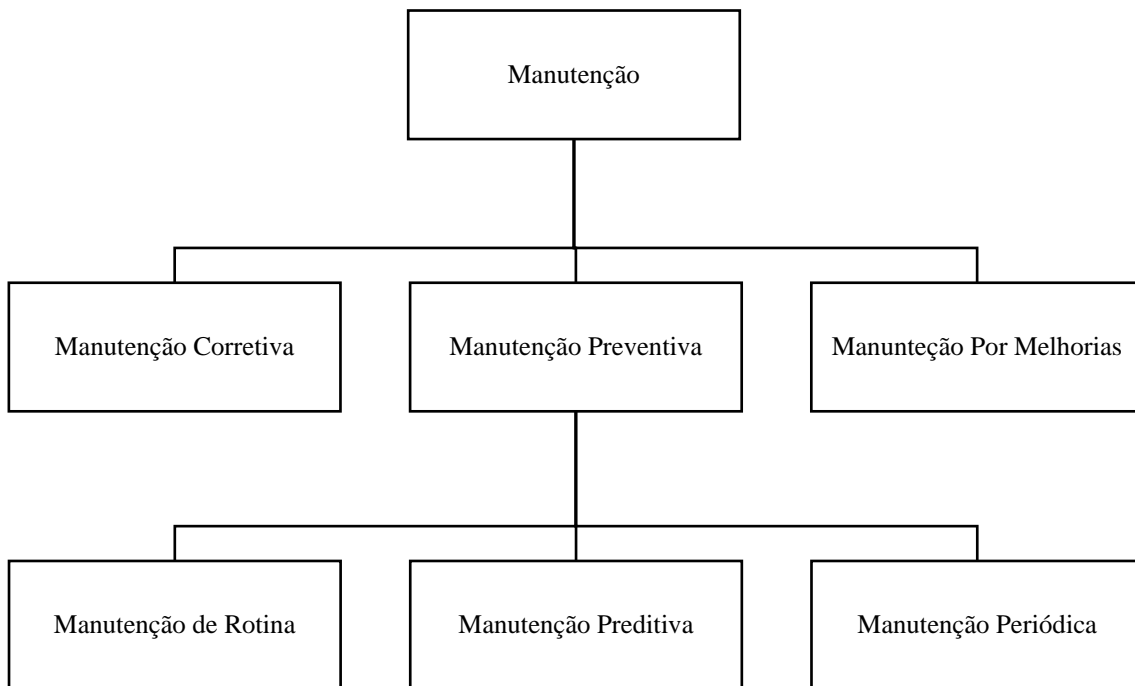 Manutenção
Manutenção Corretiva
Manutenção Preventiva
Manunteção Por Melhorias
Manutenção de Rotina
Manutenção Preditiva
Manutenção Periódica